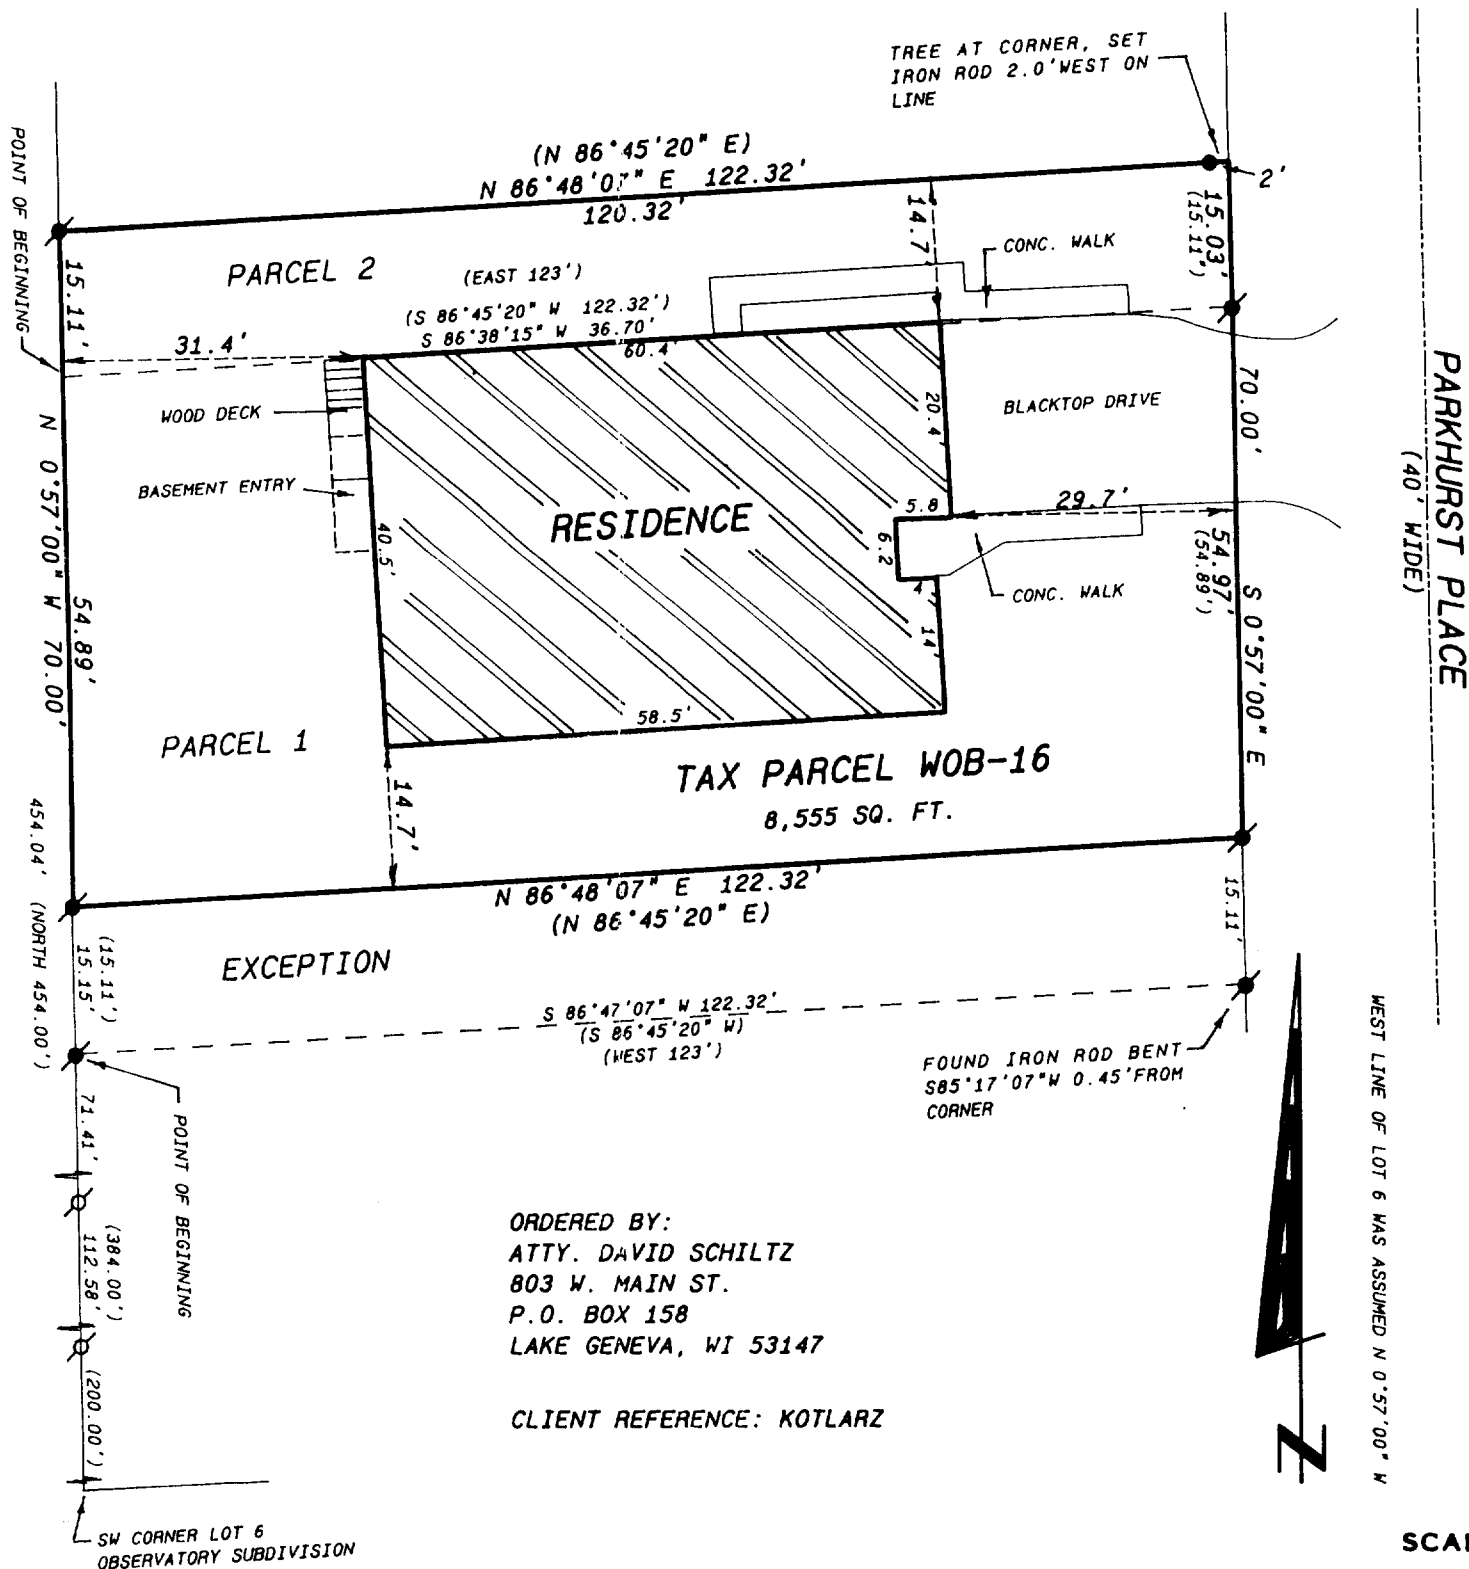 TREE AT CORNER, SET
IRON ROD 2.0'WEST ON
LINE
(N 86°45'20" E)
N 86°48'07" E 122.32'
120.32'
2'
15.03'
(15.11")
14.7'
CONC. WALK
POINT OF BEGINNING
15.11'
PARCEL 2
(EAST 123')
(S 86°45'20" W 122.32')
S 86°38'15" W 36.70'
60.4'
31.4'
WOOD DECK
BASEMENT ENTRY
20.4'
BLACKTOP DRIVE
70.00'
PARKHURST PLACE
(40' WIDE)
RESIDENCE
5.8
29.7'
6.2
4'
14'
CONC. WALK
54.97'
(54.89')
S 0°57'00" E
40.5'
N 0°57'00" W 70.00'
54.89'
58.5'
PARCEL 1
TAX PARCEL WOB-16
8,555 SQ. FT.
14.7'
454.04' (NORTH 454.00')
N 86°48'07" E 122.32'
(N 86°45'20" E)
15.11'
(15.11')
15.15'
EXCEPTION
S 86°47'07" W 122.32'
(S 86°45'20" W)
(WEST 123')
FOUND IRON ROD BENT
S85°17'07"W 0.45'FROM
CORNER
WEST LINE OF LOT 6 WAS ASSUMED N 0°57'00" W
71.41'
POINT OF BEGINNING
(384.00')
112.58'
(200.00')
ORDERED BY:
ATTY. DAVID SCHILTZ
803 W. MAIN ST.
P.O. BOX 158
LAKE GENEVA, WI 53147
CLIENT REFERENCE: KOTLARZ
N
SW CORNER LOT 6
OBSERVATORY SUBDIVISION